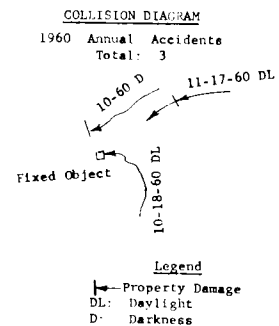 COLLISION DIAGRAM
1960 Annual Accidents
Total: 3
10-60 D
11-17-60 DL
Fixed Object
10-18-60 DL
Legend
Property Damage
DL: Daylight
D: Darkness